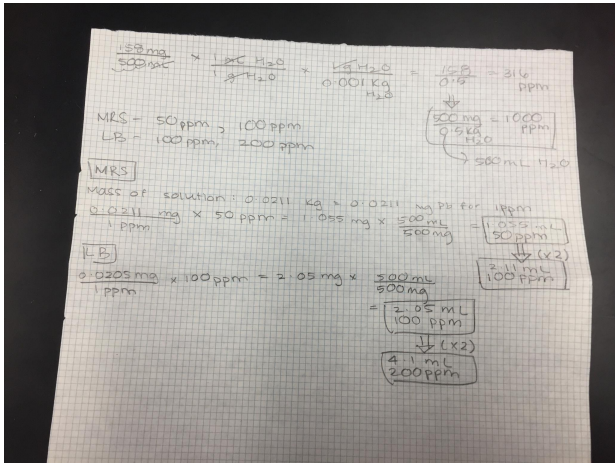 158 mg / 500 mL × 1 mL H2O / 1 g H2O × 1 g H2O / 0.001 kg H2O = 158 / 0.5 = 316 ppm
500 mg / 0.5 kg H2O = 1000 ppm
→ 500 mL H2O
MRS - 50 ppm, 100 ppm
LB - 100 ppm, 200 ppm
MRS
Mass of solution: 0.0211 kg = 0.0211 mg Pb for 1 ppm
0.0211 mg / 1 ppm × 50 ppm = 1.055 mg × 500 mL / 500 mg = 1.055 mL 50 ppm
(×2)
2.11 mL
100 ppm
LB
0.0205 mg / 1 ppm × 100 ppm = 2.05 mg × 500 mL / 500 mg
= 2.05 mL
100 ppm
(×2)
4.1 mL
200 ppm